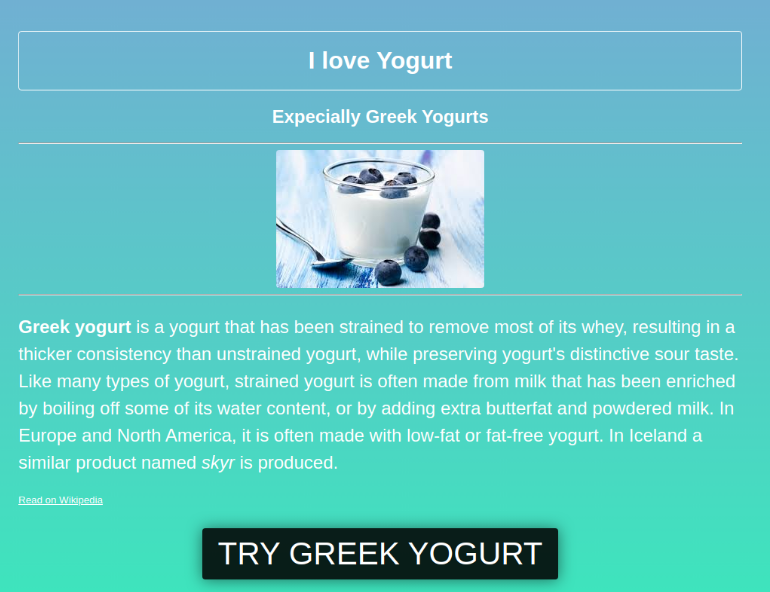 I love Yogurt
Expecially Greek Yogurts
Greek yogurt is a yogurt that has been strained to remove most of its whey, resulting in a
thicker consistency than unstrained yogurt, while preserving yogurt's distinctive sour taste.
Like many types of yogurt, strained yogurt is often made from milk that has been enriched
by boiling off some of its water content, or by adding extra butterfat and powdered milk. In
Europe and North America, it is often made with low-fat or fat-free yogurt. In Iceland a
similar product named skyr is produced.
Read on Wikipedia
TRY GREEK YOGURT